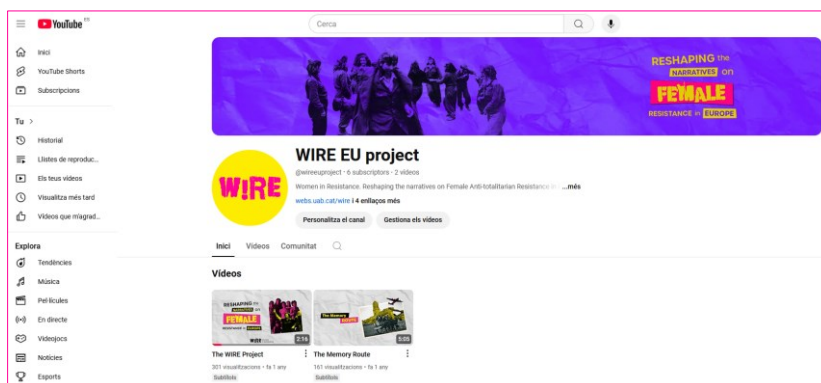 YouTube ES
Cerca
Inici
YouTube Shorts
Subscripcions
Tu >
Historial
Llistes de reproduc...
Els teus vídeos
Visualitza més tard
Vídeos que m'agrad...
Explora
Tendències
Música
Pel·lícules
En directe
Videojocs
Notícies
Esports
RESHAPING the
NARRATIVES on
FEMALE
RESISTANCE in EUROPE
W!RE
WIRE EU project
@wireeuproject · 6 subscriptors · 2 vídeos
Women in Resistance. Reshaping the narratives on Female Anti-totalitarian Resistance ...més
webs.uab.cat/wire i 4 enllaços més
Personalitza el canal
Gestiona els vídeos
Inici Vídeos Comunitat
Vídeos
RESHAPING the
NARRATIVES on
FEMALE
RESISTANCE in EUROPE
2:16
The WIRE Project
301 visualitzacions · fa 1 any
Subtítols
The Memory
ROUTE
5:05
The Memory Route
161 visualitzacions · fa 1 any
Subtítols